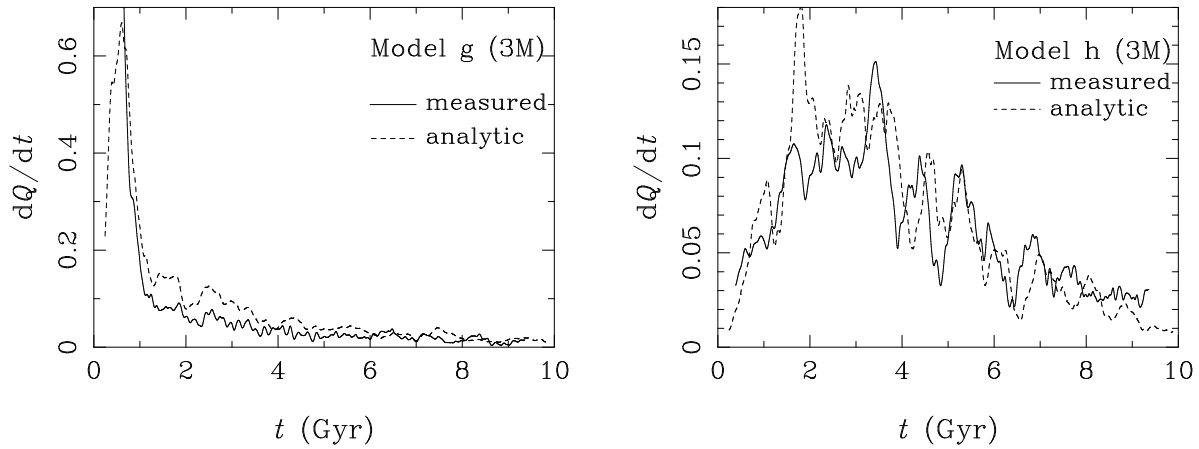 Model g (3M)
measured
analytic
dQ/dt
0
0.2
0.4
0.6
0 2 4 6 8 10
t (Gyr)
Model h (3M)
measured
analytic
dQ/dt
0
0.05
0.1
0.15
0 2 4 6 8 10
t (Gyr)